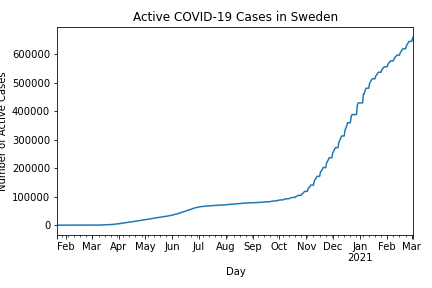 Active COVID-19 Cases in Sweden
600000
500000
400000
300000
200000
100000
0
Number of Active Cases
Feb Mar Apr May Jun Jul Aug Sep Oct Nov Dec Jan Feb Mar
2021
Day